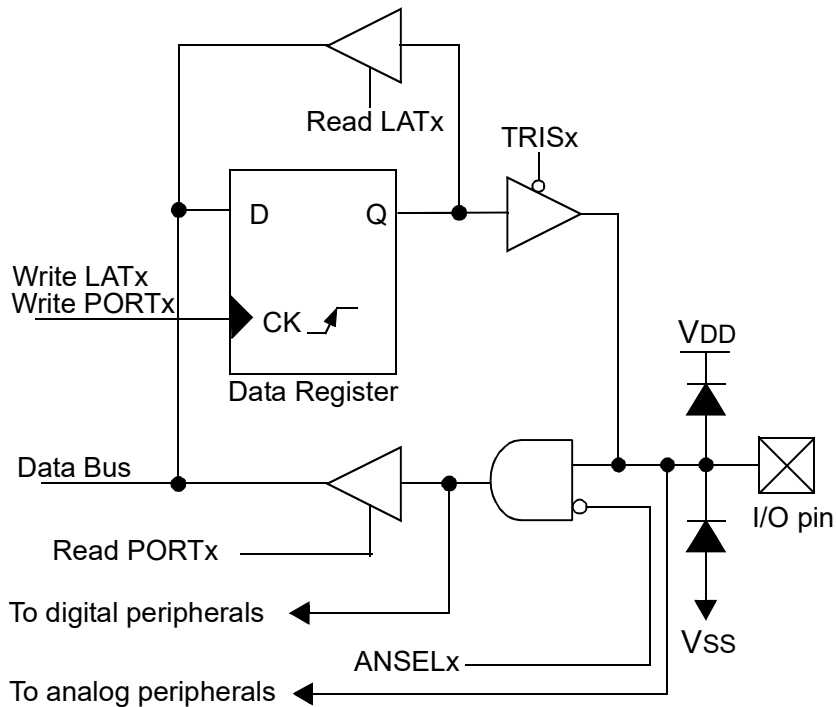 Read LATx
TRISx
D
Q
Write LATx
Write PORTx
CK
Data Register
VDD
Data Bus
I/O pin
Read PORTx
To digital peripherals
VSS
ANSELx
To analog peripherals